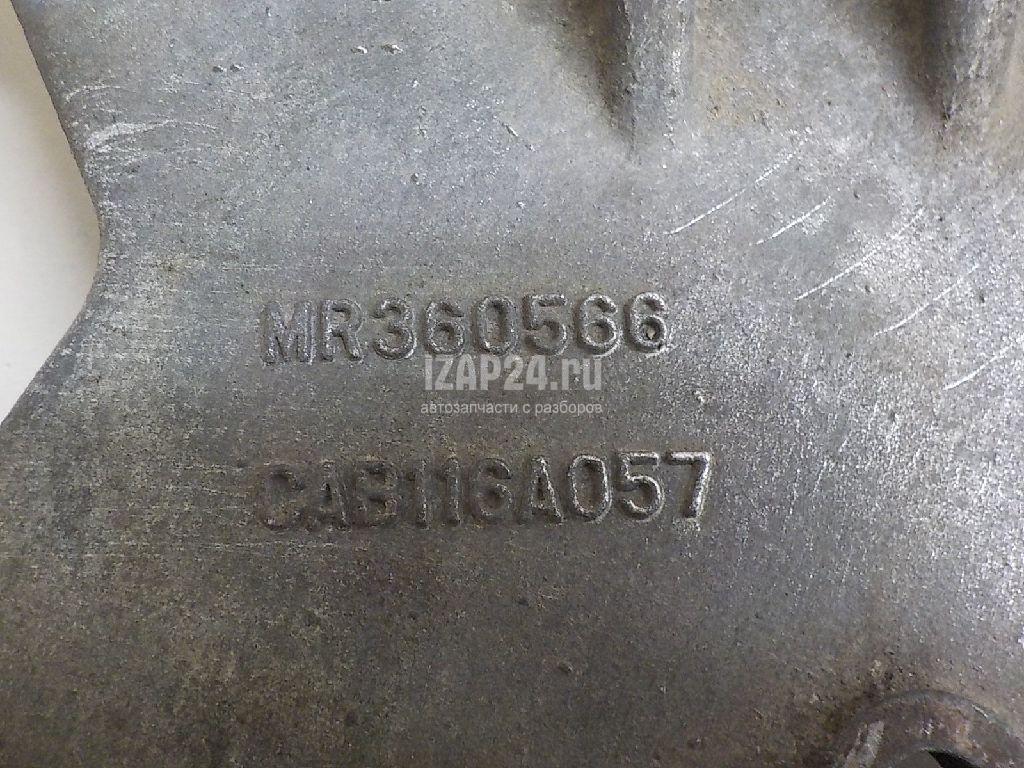 MR360566
IZAP24.ru
автозапчасти с разборов
CAB116A057